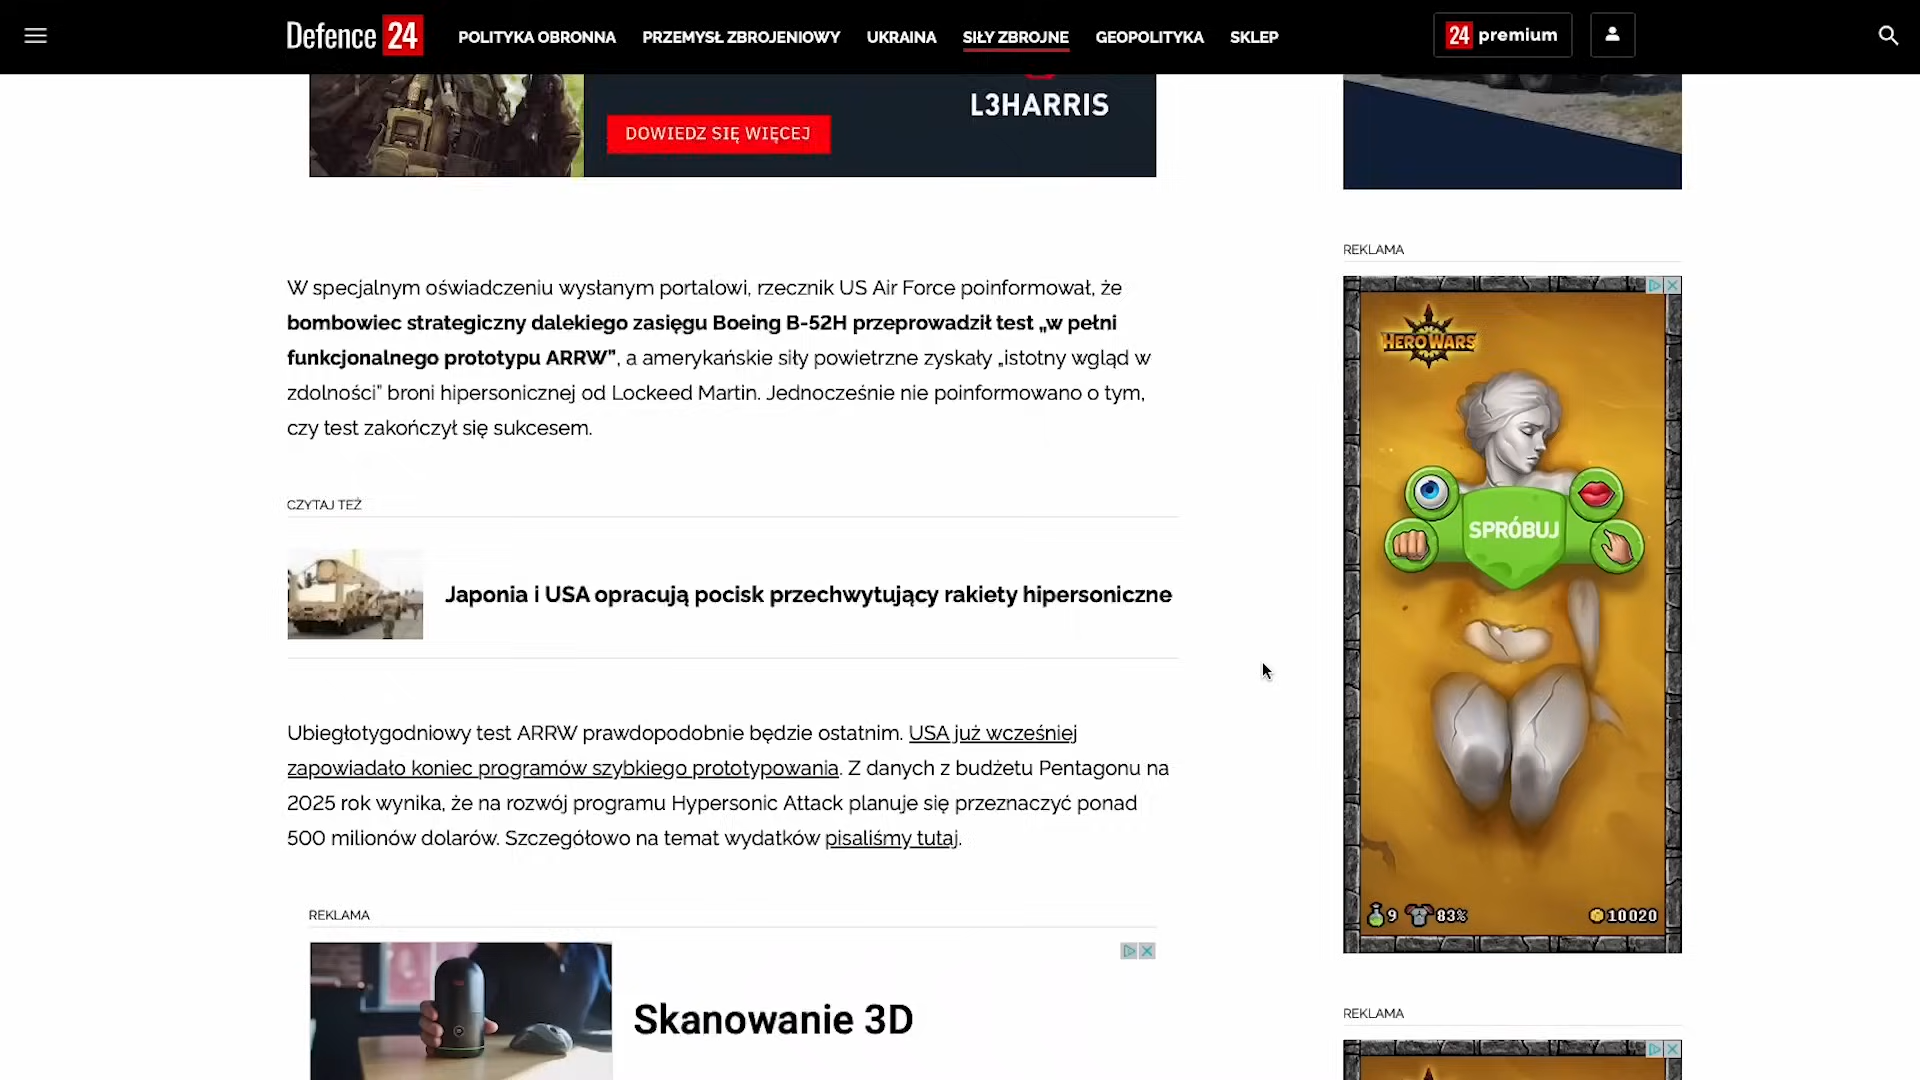 Defence 24
POLITYKA OBRONNA PRZEMYSŁ ZBROJENIOWY UKRAINA SIŁY ZBROJNE GEOPOLITYKA SKLEP
24 premium
DOWIEDZ SIĘ WIĘCEJ
L3HARRIS
W specjalnym oświadczeniu wysłanym portalowi, rzecznik US Air Force poinformował, że
bombowiec strategiczny dalekiego zasięgu Boeing B-52H przeprowadził test „w pełni
funkcjonalnego prototypu ARRW”, a amerykańskie siły powietrzne zyskały „istotny wgląd w
zdolności” broni hipersonicznej od Lockeed Martin. Jednocześnie nie poinformowano o tym,
czy test zakończył się sukcesem.
CZYTAJ TEŻ
Japonia i USA opracują pocisk przechwytujący rakiety hipersoniczne
Ubiegłotygodniowy test ARRW prawdopodobnie będzie ostatnim. USA już wcześniej
zapowiadało koniec programów szybkiego prototypowania. Z danych z budżetu Pentagonu na
2025 rok wynika, że na rozwój programu Hypersonic Attack planuje się przeznaczyć ponad
500 milionów dolarów. Szczegółowo na temat wydatków pisaliśmy tutaj.
REKLAMA
Skanowanie 3D
REKLAMA
HERO WARS
SPRÓBUJ
9 83% 10020
REKLAMA